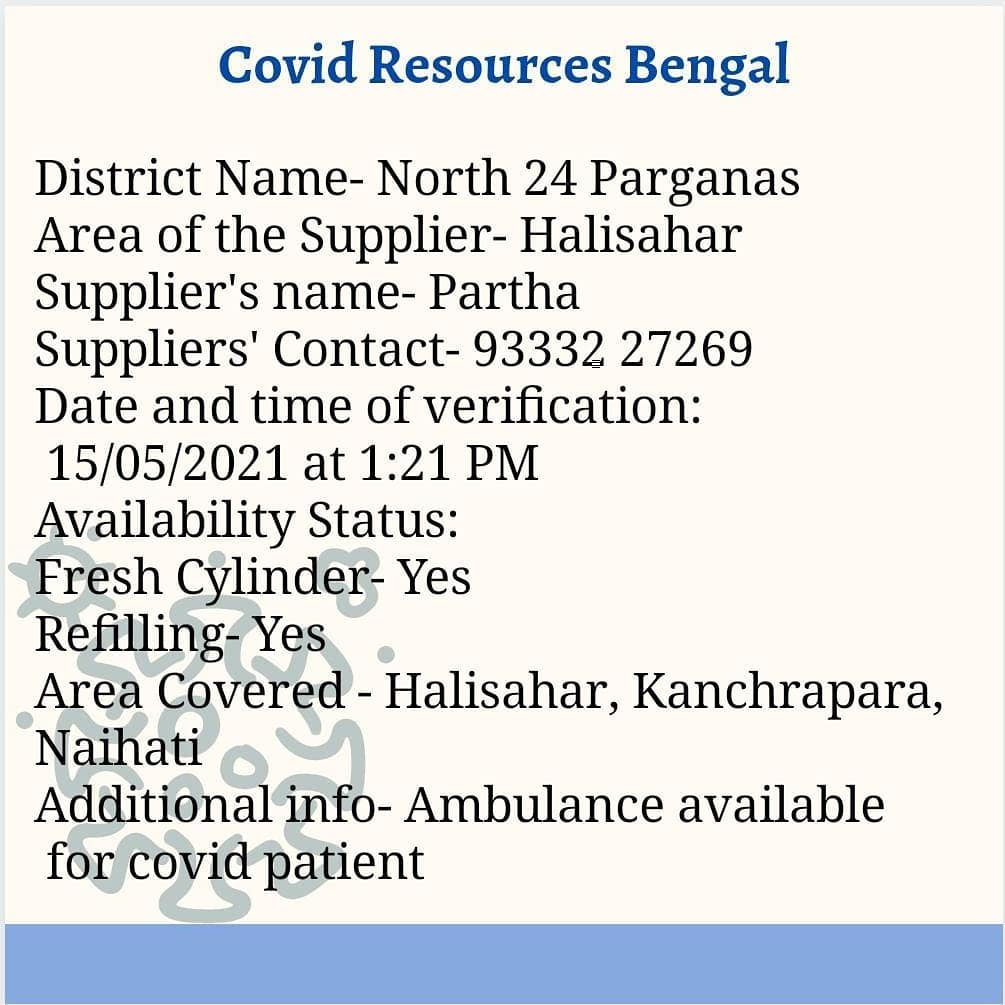 Covid Resources Bengal
District Name- North 24 Parganas
Area of the Supplier- Halisahar
Supplier's name- Partha
Suppliers' Contact- 93332 27269
Date and time of verification:
15/05/2021 at 1:21 PM
Availability Status:
Fresh Cylinder- Yes
Refilling- Yes
Area Covered - Halisahar, Kanchrapara,
Naihati
Additional info- Ambulance available
for covid patient